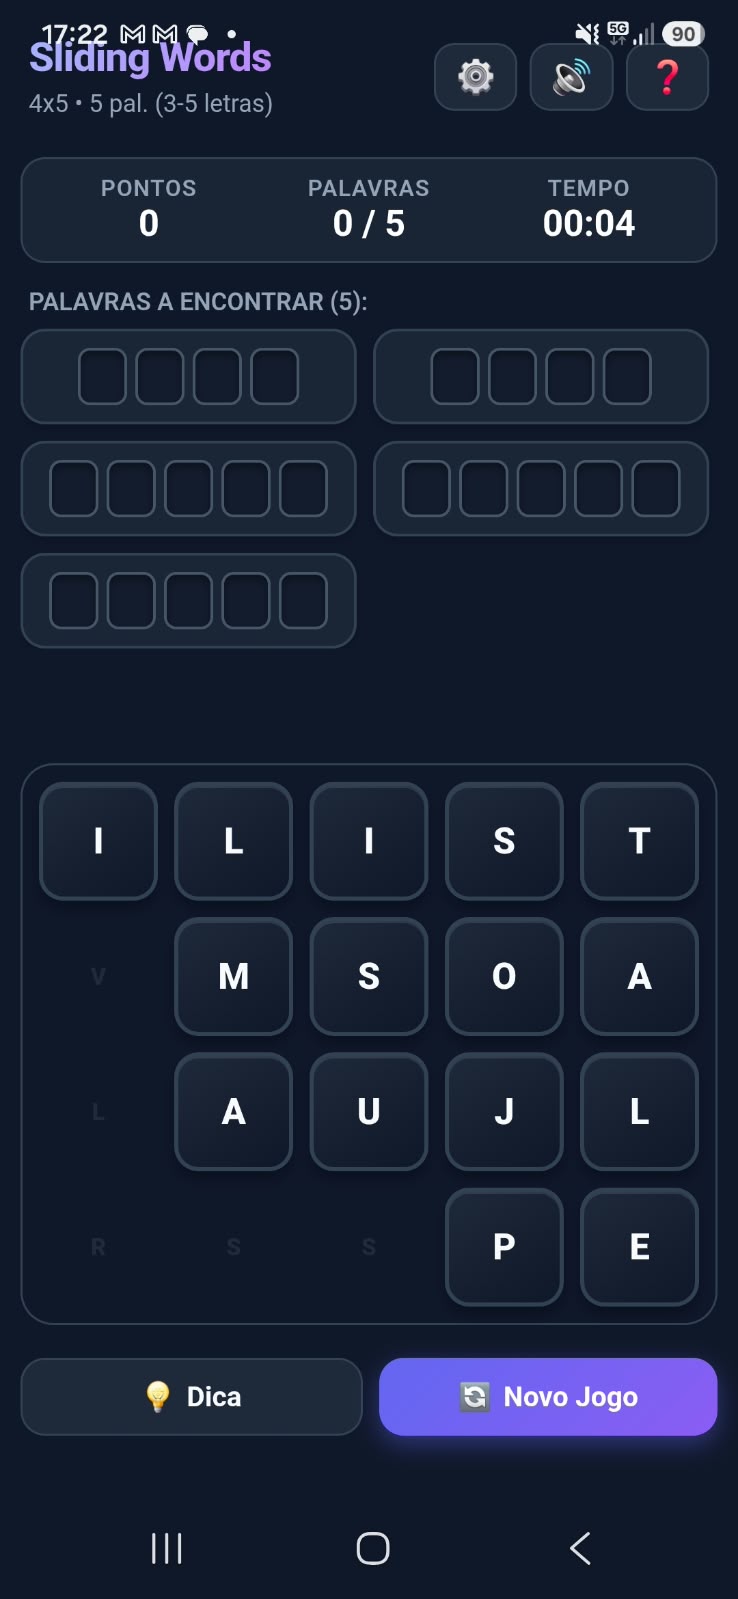 17:22 5G 90
Sliding Words
4x5 • 5 pal. (3-5 letras)
PONTOS PALAVRAS TEMPO
0 0 / 5 00:04
PALAVRAS A ENCONTRAR (5):
I L I S T
V M S O A
L A U J L
R S S P E
Dica Novo Jogo